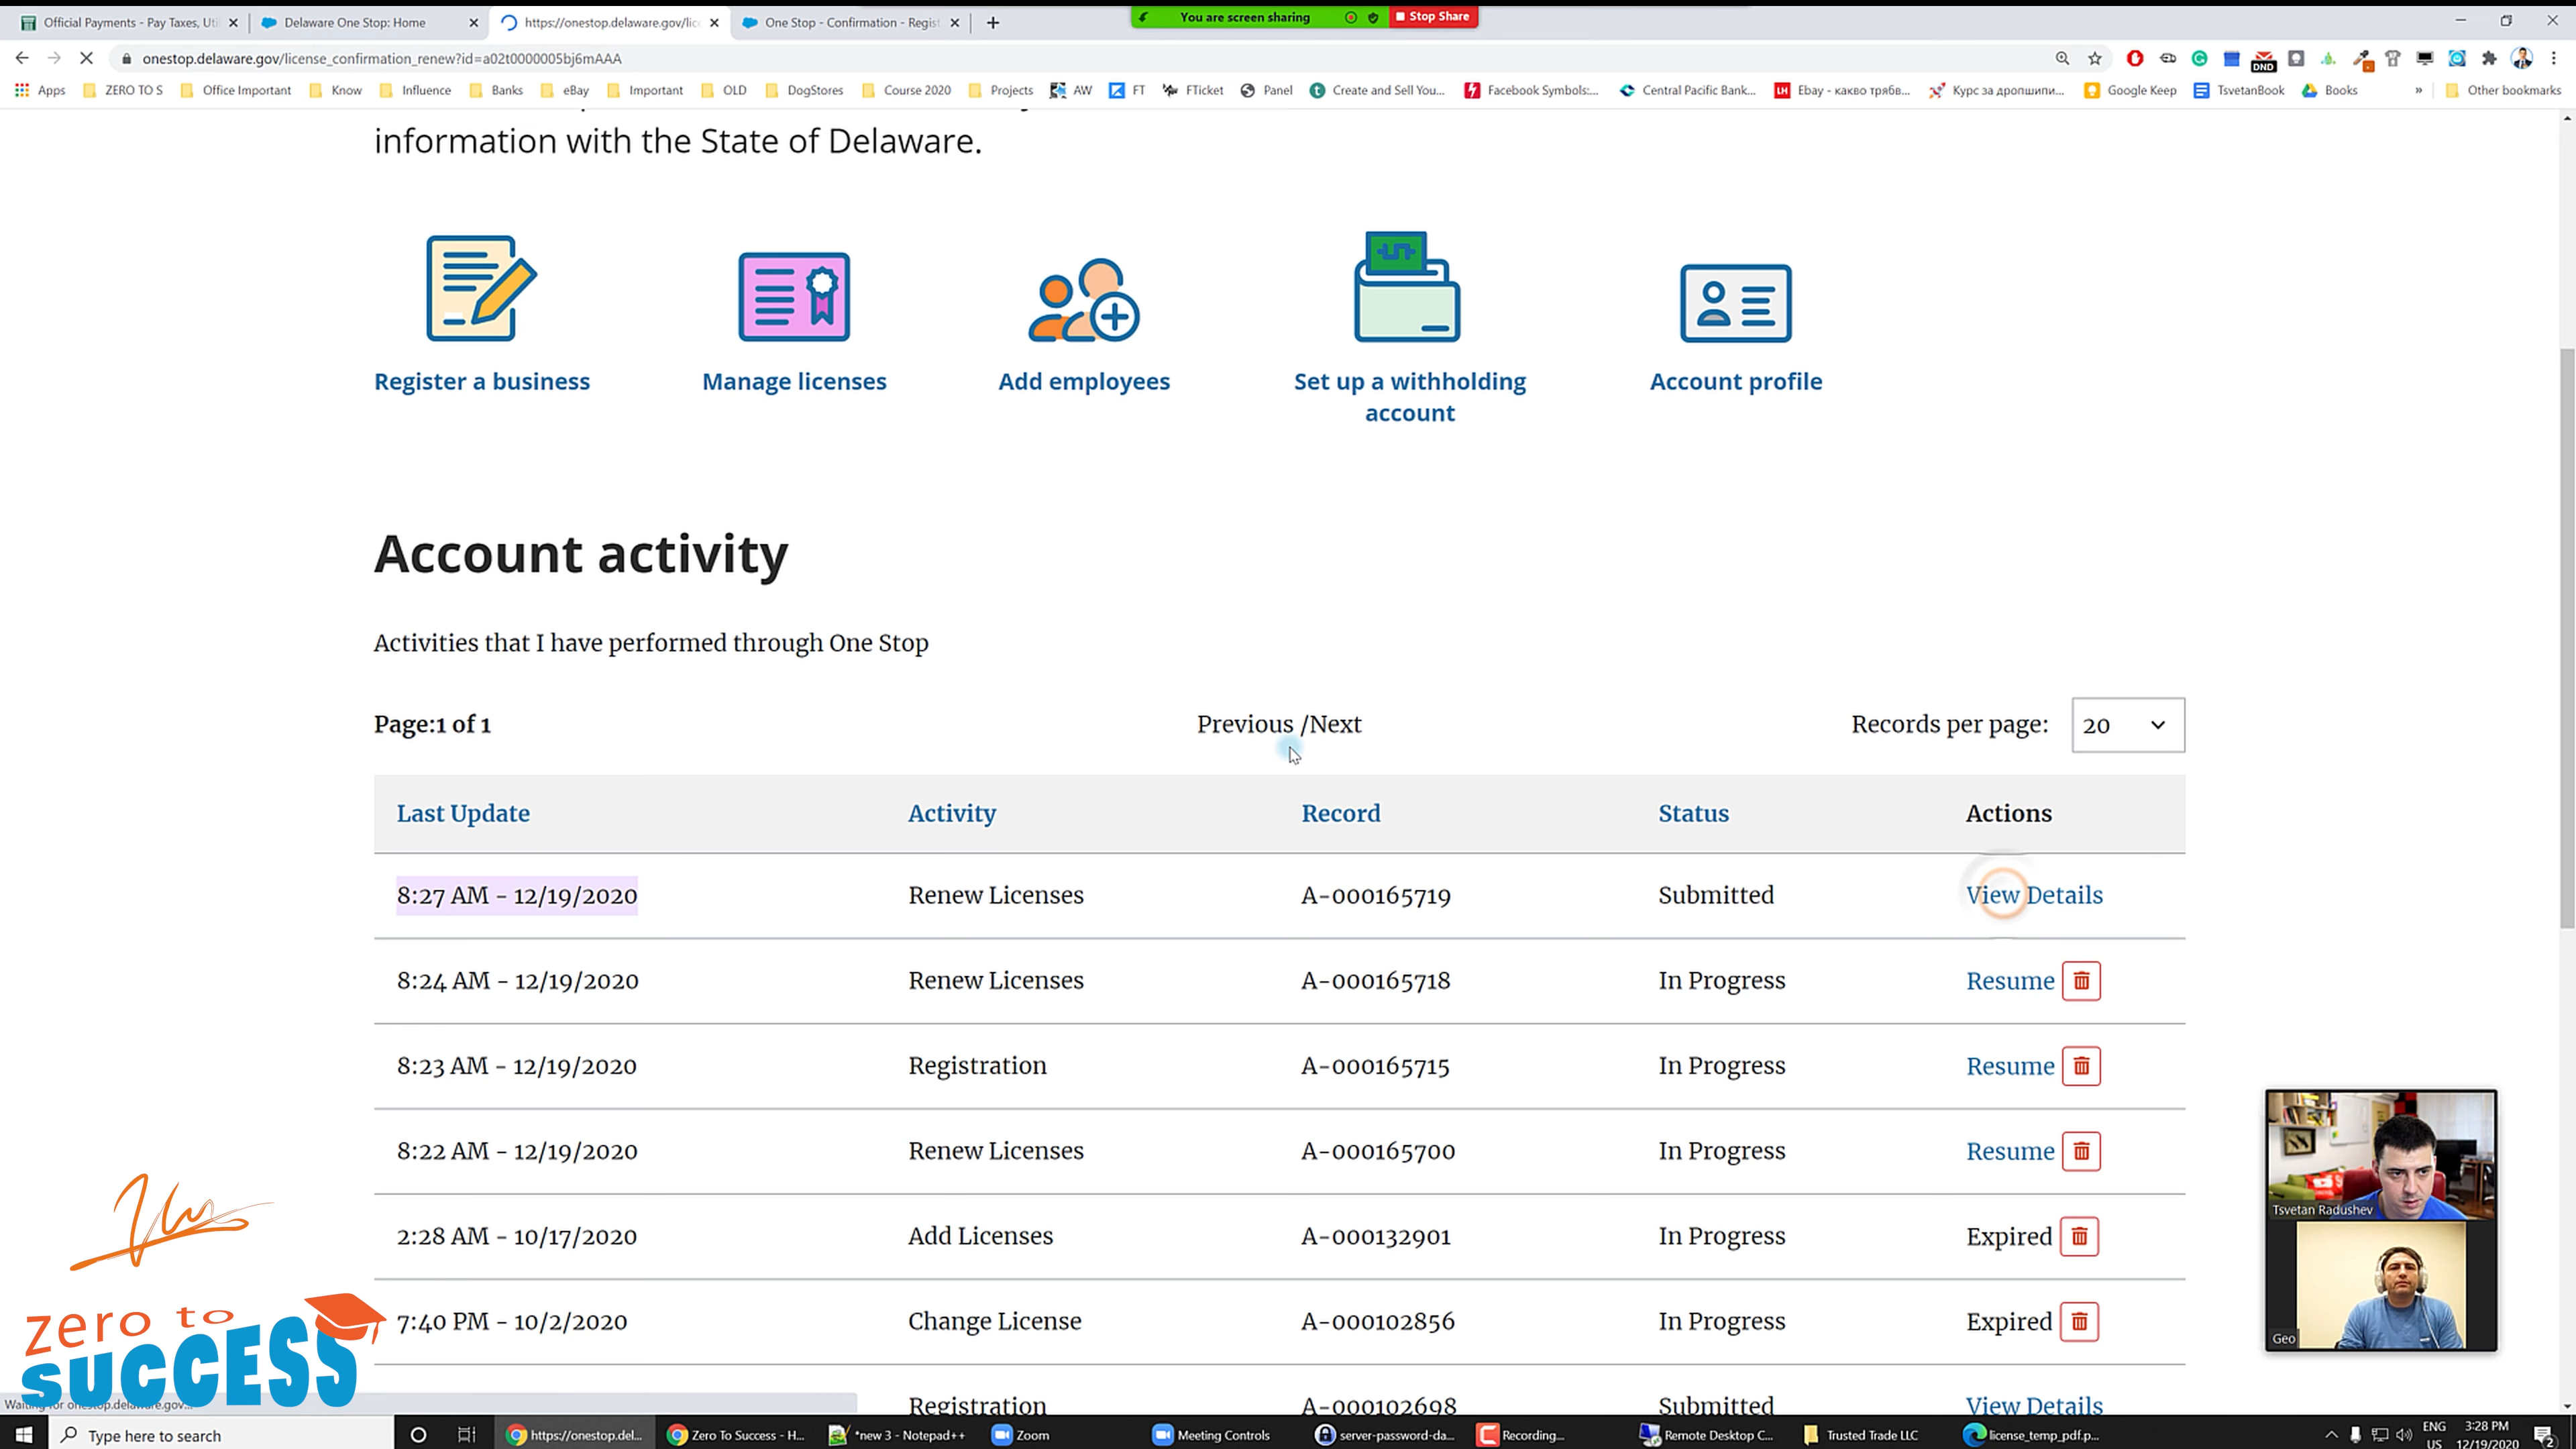 Official Payments - Pay Taxes, Uti
Delaware One Stop: Home
https://onestop.delaware.gov/lic
One Stop - Confirmation - Regist
You are screen sharing
Stop Share
onestop.delaware.gov/license_confirmation_renew?id=a02t0000005bj6mAAA
DND
Apps
ZERO TO S
Office Important
Know
Influence
Banks
eBay
Important
OLD
DogStores
Course 2020
Projects
AW
FT
FTicket
Panel
Create and Sell You...
Facebook Symbols:...
Central Pacific Bank...
LH
Ebay - какво трябв...
Курс за дропшипи...
Google Keep
TsvetanBook
Books
»
Other bookmarks
information with the State of Delaware.
Register a business
Manage licenses
Add employees
Set up a withholding
account
Account profile
Account activity
Activities that I have performed through One Stop
Page:1 of 1
Previous /Next
Records per page:
20
Last Update Activity Record Status Actions
8:27 AM - 12/19/2020 Renew Licenses A-000165719 Submitted View Details
8:24 AM - 12/19/2020 Renew Licenses A-000165718 In Progress Resume
8:23 AM - 12/19/2020 Registration A-000165715 In Progress Resume
8:22 AM - 12/19/2020 Renew Licenses A-000165700 In Progress Resume
2:28 AM - 10/17/2020 Add Licenses A-000132901 In Progress Expired
7:40 PM - 10/2/2020 Change License A-000102856 In Progress Expired
Registration A-000102698 Submitted View Details
Tsvetan Radushev
Geo
zero to
SUCCESS
Waiting for onestop.delaware.gov...
Type here to search
https://onestop.del...
Zero To Success - H...
*new 3 - Notepad++
Zoom
Meeting Controls
server-password-da...
Recording...
Remote Desktop C...
Trusted Trade LLC
license_temp_pdf.p...
ENG
US
3:28 PM
12/19/2020
2